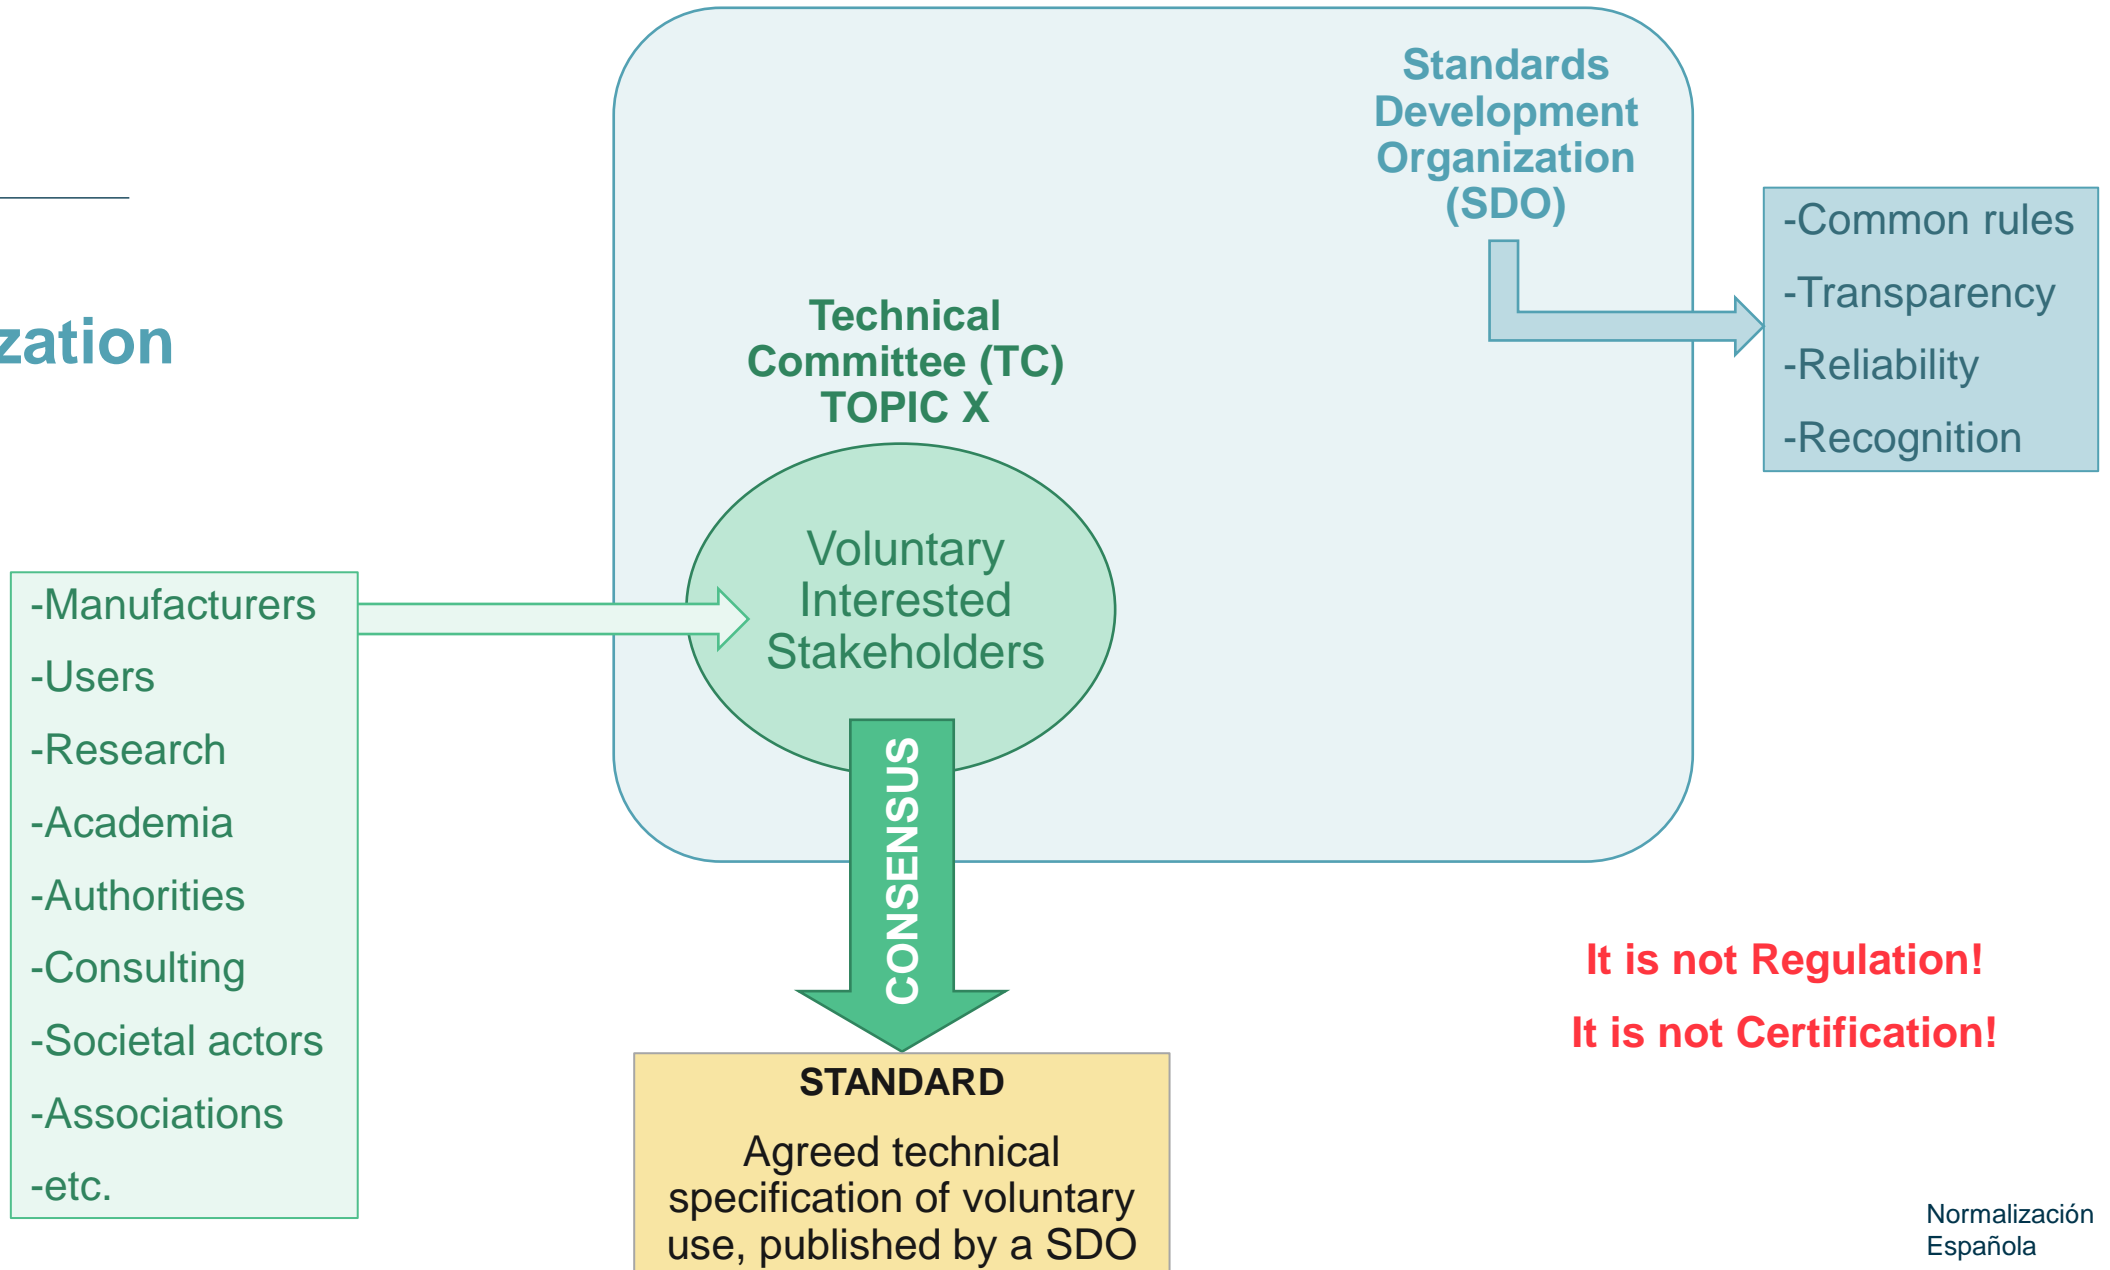 zation
Standards
Development
Organization
(SDO)
-Common rules
-Transparency
-Reliability
-Recognition
Technical
Committee (TC)
TOPIC X
Voluntary
Interested
Stakeholders
-Manufacturers
-Users
-Research
-Academia
-Authorities
-Consulting
-Societal actors
-Associations
-etc.
CONSENSUS
STANDARD
Agreed technical
specification of voluntary
use, published by a SDO
It is not Regulation!
It is not Certification!
Normalización
Española